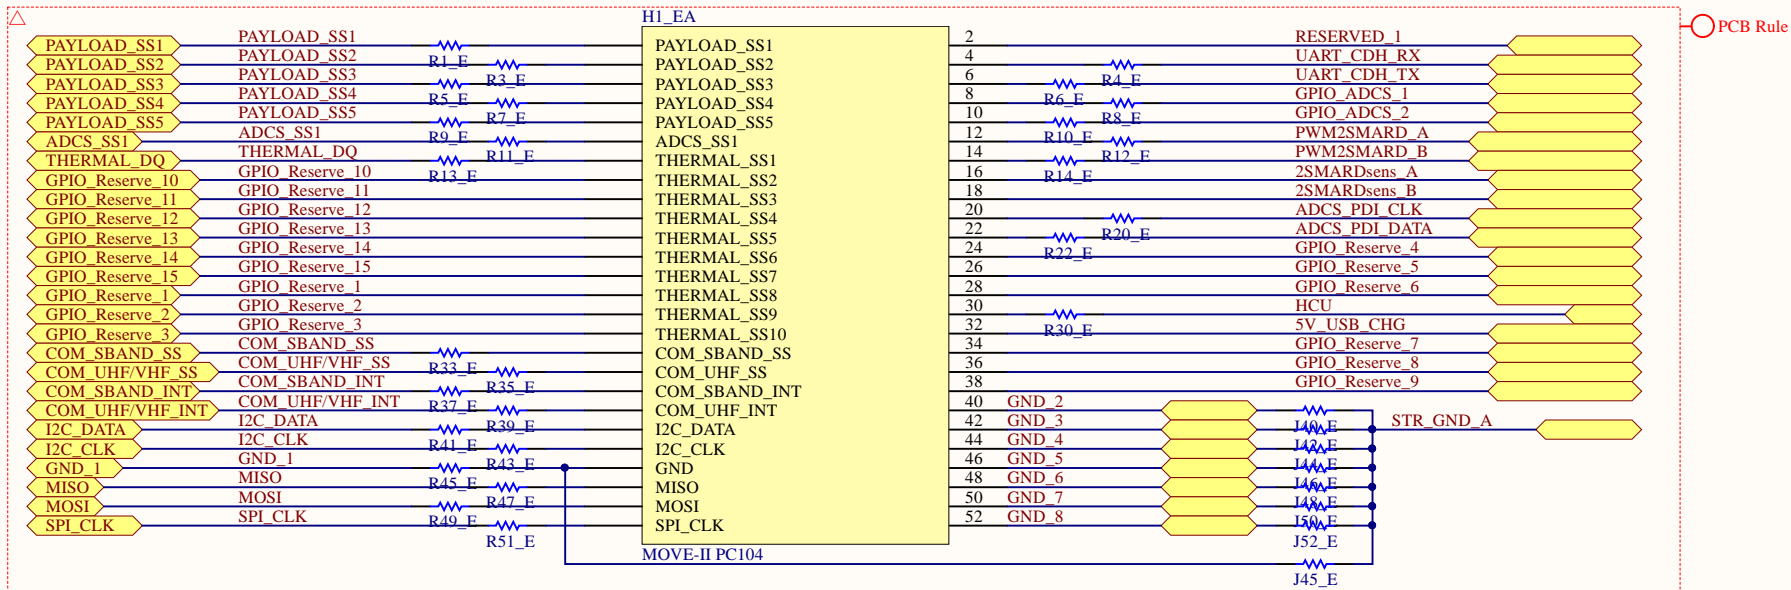 H1_EA
PCB Rule
PAYLOAD_SS1 PAYLOAD_SS1 R1_E PAYLOAD_SS1 2 RESERVED_1
PAYLOAD_SS2 PAYLOAD_SS2 R3_E PAYLOAD_SS2 4 R4_E UART_CDH_RX
PAYLOAD_SS3 PAYLOAD_SS3 R5_E PAYLOAD_SS3 6 R6_E UART_CDH_TX
PAYLOAD_SS4 PAYLOAD_SS4 R7_E PAYLOAD_SS4 8 R8_E GPIO_ADCS_1
PAYLOAD_SS5 PAYLOAD_SS5 R9_E PAYLOAD_SS5 10 R10_E GPIO_ADCS_2
ADCS_SS1 ADCS_SS1 R11_E ADCS_SS1 12 R12_E PWM2SMARD_A
THERMAL_DQ THERMAL_DQ R13_E THERMAL_SS1 14 R14_E PWM2SMARD_B
GPIO_Reserve_10 GPIO_Reserve_10 THERMAL_SS2 16 2SMARDsens_A
GPIO_Reserve_11 GPIO_Reserve_11 THERMAL_SS3 18 2SMARDsens_B
GPIO_Reserve_12 GPIO_Reserve_12 THERMAL_SS4 20 R20_E ADCS_PDI_CLK
GPIO_Reserve_13 GPIO_Reserve_13 THERMAL_SS5 22 R22_E ADCS_PDI_DATA
GPIO_Reserve_14 GPIO_Reserve_14 THERMAL_SS6 24 GPIO_Reserve_4
GPIO_Reserve_15 GPIO_Reserve_15 THERMAL_SS7 26 GPIO_Reserve_5
GPIO_Reserve_1 GPIO_Reserve_1 THERMAL_SS8 28 GPIO_Reserve_6
GPIO_Reserve_2 GPIO_Reserve_2 THERMAL_SS9 30 R30_E HCU
GPIO_Reserve_3 GPIO_Reserve_3 THERMAL_SS10 32 5V_USB_CHG
COM_SBAND_SS COM_SBAND_SS R33_E COM_SBAND_SS 34 GPIO_Reserve_7
COM_UHF/VHF_SS COM_UHF/VHF_SS R35_E COM_UHF_SS 36 GPIO_Reserve_8
COM_SBAND_INT COM_SBAND_INT R37_E COM_SBAND_INT 38 GPIO_Reserve_9
COM_UHF/VHF_INT COM_UHF/VHF_INT R39_E COM_UHF_INT 40 GND_2 J40_E
I2C_DATA I2C_DATA R41_E I2C_DATA 42 GND_3 J42_E STR_GND_A
I2C_CLK I2C_CLK R43_E I2C_CLK 44 GND_4 J44_E
GND_1 GND_1 R45_E GND 46 GND_5 J46_E
MISO MISO R47_E MISO 48 GND_6 J48_E
MOSI MOSI R49_E MOSI 50 GND_7 J50_E
SPI_CLK SPI_CLK R51_E SPI_CLK 52 GND_8 J52_E
MOVE-II PC104
J45_E